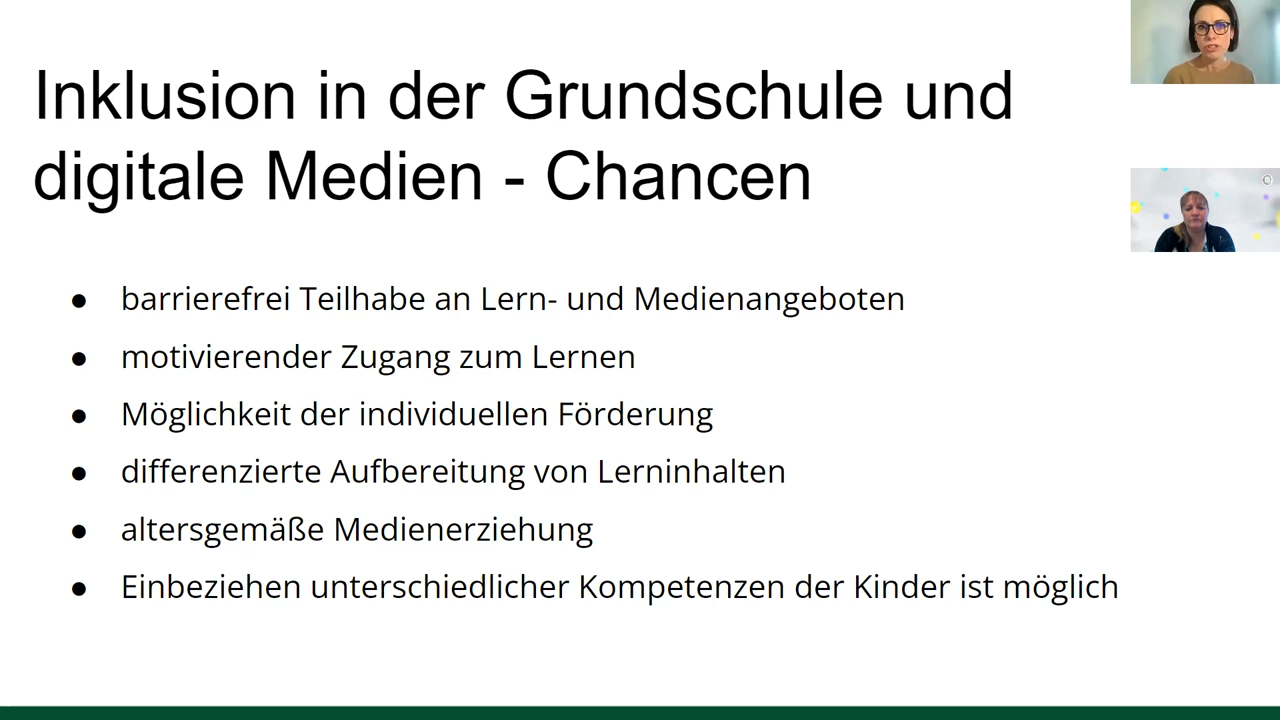 Inklusion in der Grundschule und
digitale Medien - Chancen
● barrierefrei Teilhabe an Lern- und Medienangeboten
● motivierender Zugang zum Lernen
● Möglichkeit der individuellen Förderung
● differenzierte Aufbereitung von Lerninhalten
● altersgemäße Medienerziehung
● Einbeziehen unterschiedlicher Kompetenzen der Kinder ist möglich